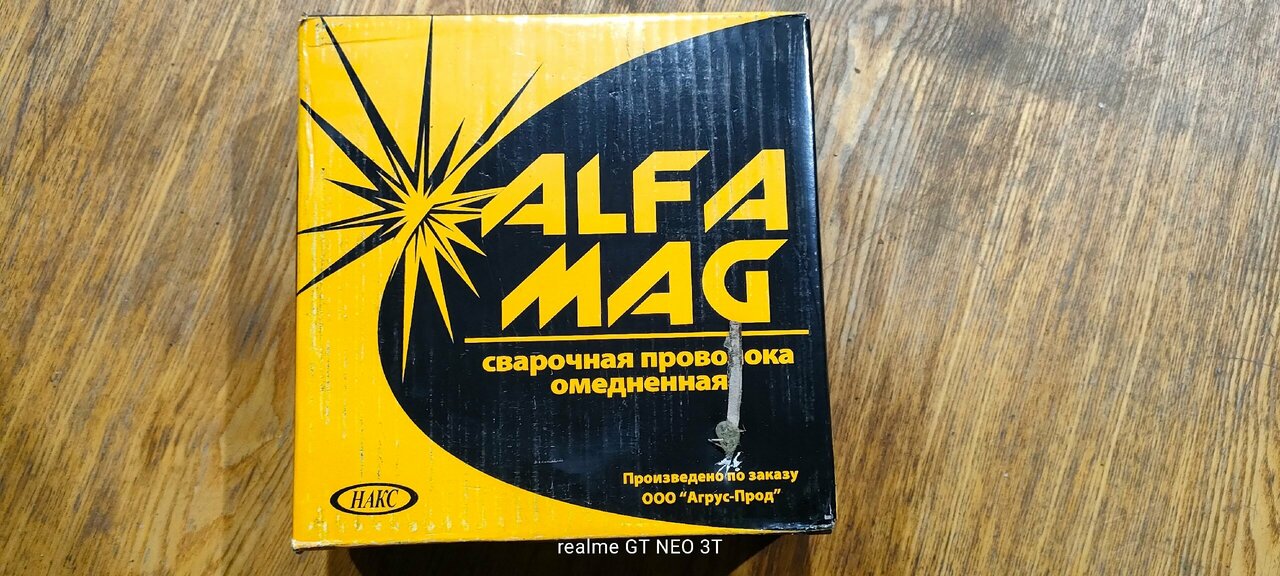 ALFA
MAG
сварочная проволока
омедненная
Произведено по заказу
ООО "Агрус-Прод"
НАКС
realme GT NEO 3T